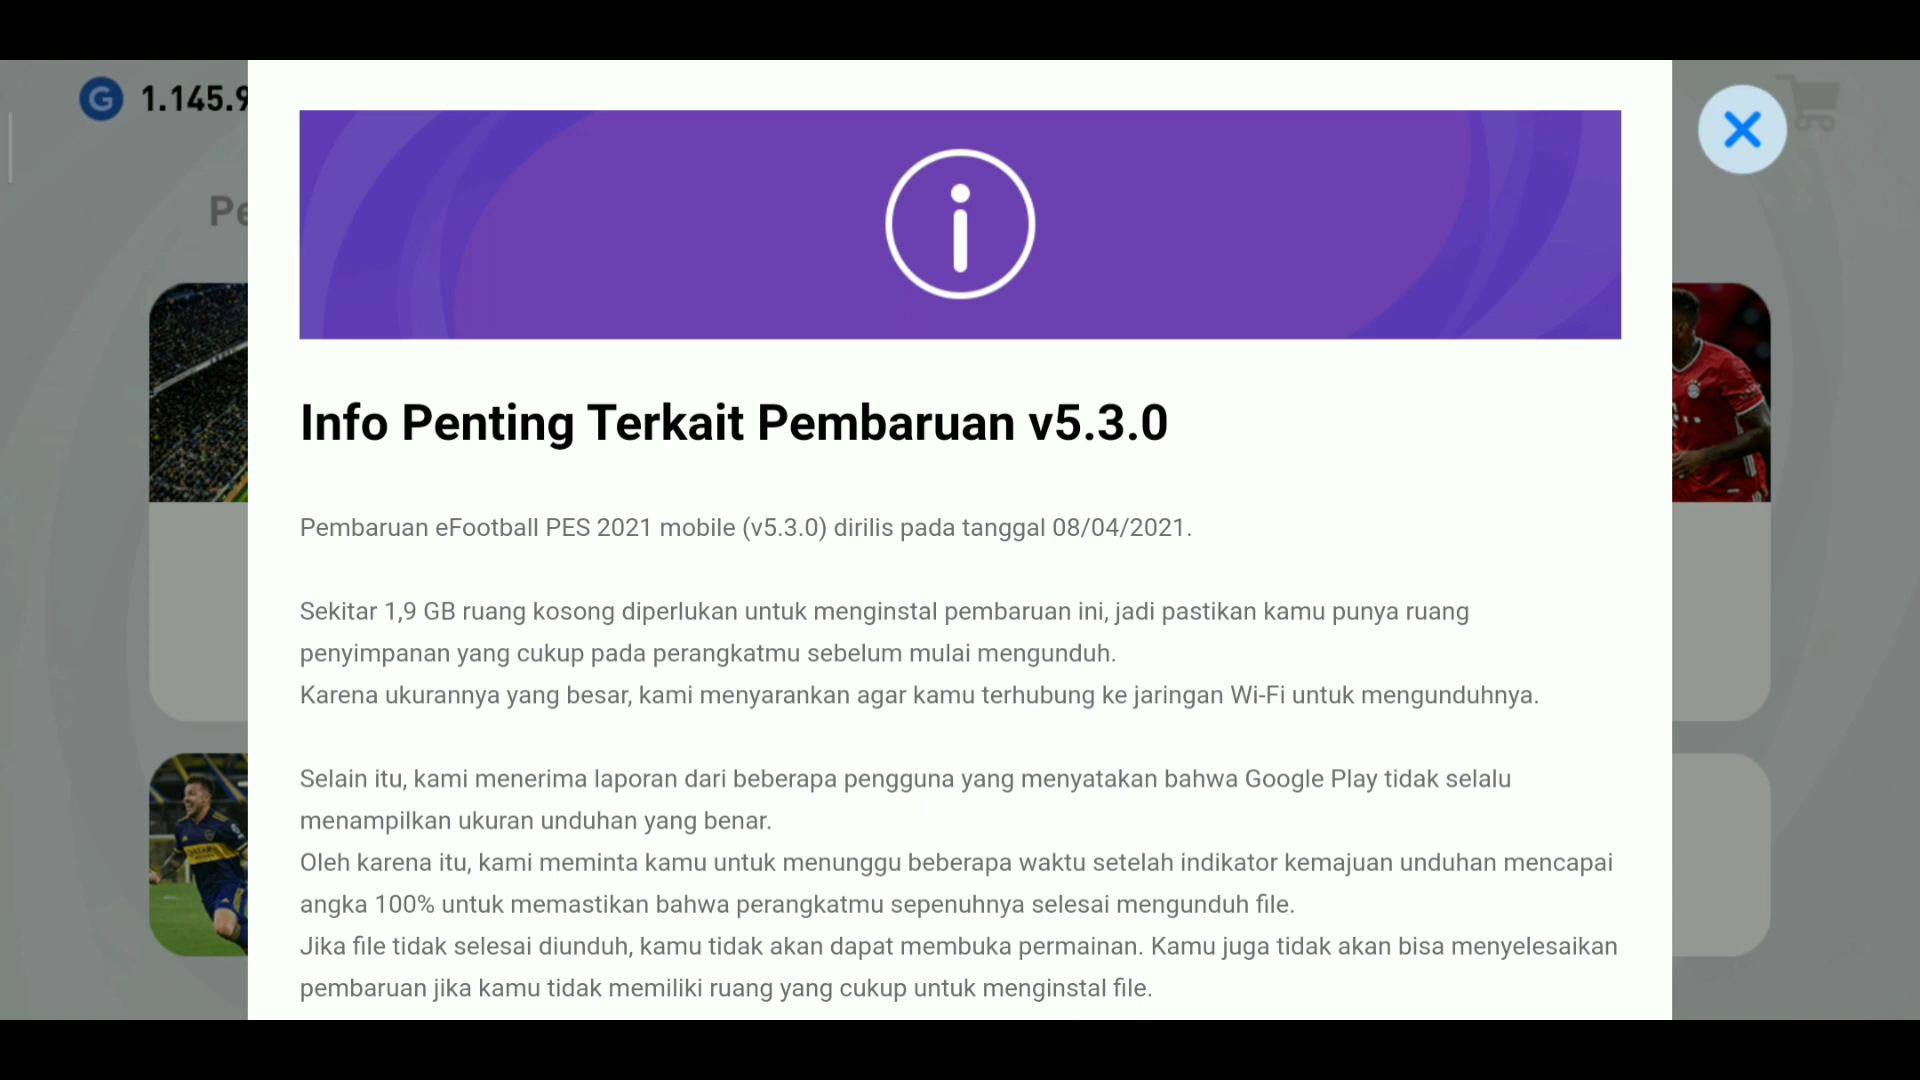 G 1.145.9
Pe
Info Penting Terkait Pembaruan v5.3.0
Pembaruan eFootball PES 2021 mobile (v5.3.0) dirilis pada tanggal 08/04/2021.
Sekitar 1,9 GB ruang kosong diperlukan untuk menginstal pembaruan ini, jadi pastikan kamu punya ruang
penyimpanan yang cukup pada perangkatmu sebelum mulai mengunduh.
Karena ukurannya yang besar, kami menyarankan agar kamu terhubung ke jaringan Wi-Fi untuk mengunduhnya.
Selain itu, kami menerima laporan dari beberapa pengguna yang menyatakan bahwa Google Play tidak selalu
menampilkan ukuran unduhan yang benar.
Oleh karena itu, kami meminta kamu untuk menunggu beberapa waktu setelah indikator kemajuan unduhan mencapai
angka 100% untuk memastikan bahwa perangkatmu sepenuhnya selesai mengunduh file.
Jika file tidak selesai diunduh, kamu tidak akan dapat membuka permainan. Kamu juga tidak akan bisa menyelesaikan
pembaruan jika kamu tidak memiliki ruang yang cukup untuk menginstal file.